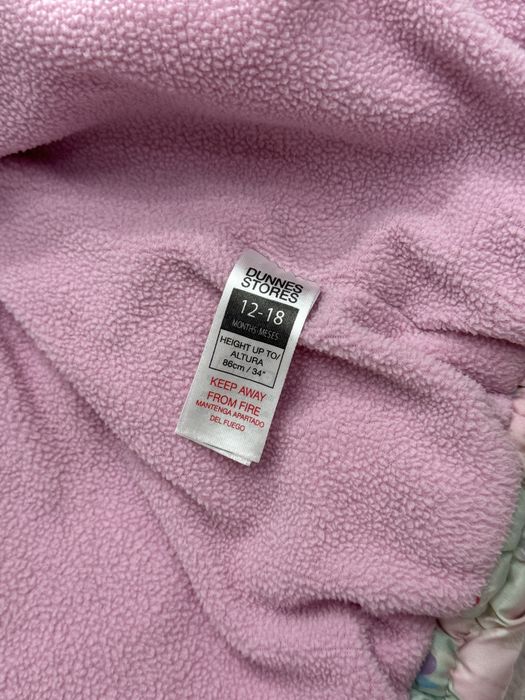 DUNNES
STORES
12-18
MONTHS MESES
HEIGHT UP TO/
ALTURA
86cm / 34"
KEEP AWAY
FROM FIRE
MANTENGA APARTADO
DEL FUEGO